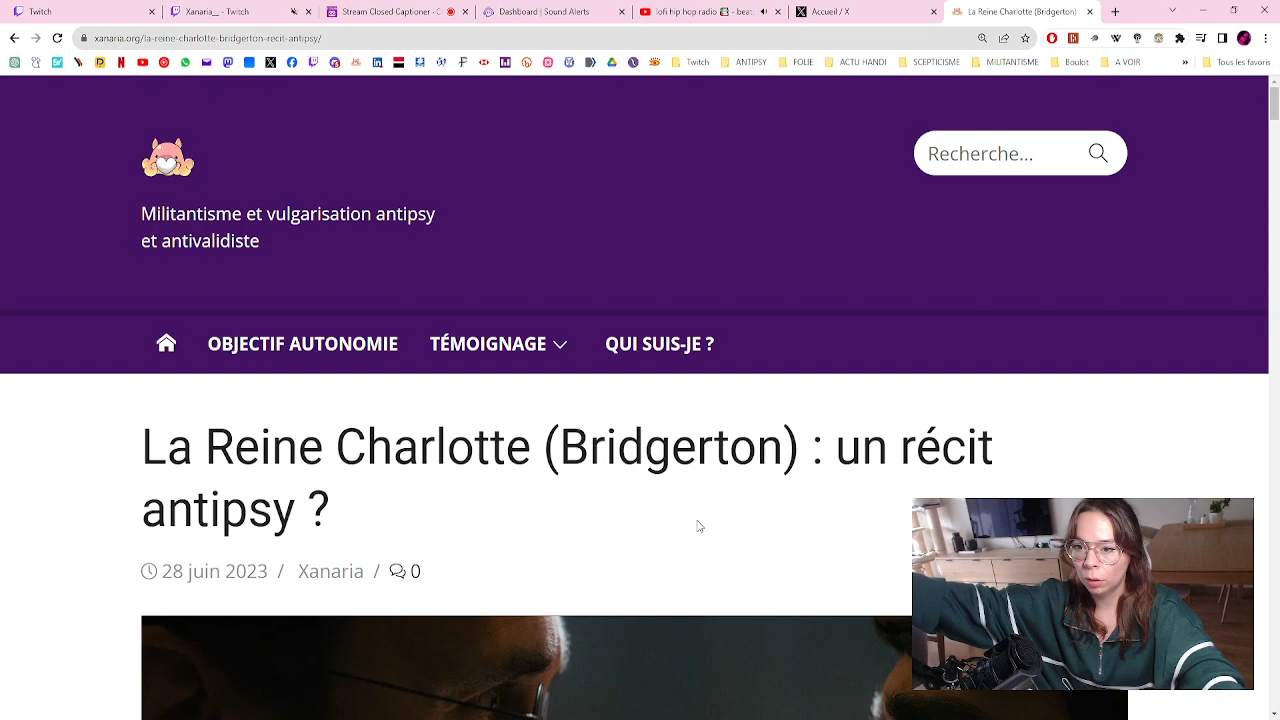 Twitch
Xanaria__ - Twitch
Stream Closed Captioner - C
Dashboard | Sound Alerts
lofi hip hop radio
- beat
Accueil / X
La Reine Charlotte (Bridgerton)
xanaria.org/la-reine-charlotte-bridgerton-recit-antipsy/
Twitch
ANTIPSY
FOLIE
ACTU HANDI
SCEPTICISME
MILITANTISME
Boulot
A VOIR
»
Tous les favoris
Recherche...
Militantisme et vulgarisation antipsy
et antivalidiste
OBJECTIF AUTONOMIE
TÉMOIGNAGE
QUI SUIS-JE ?
La Reine Charlotte (Bridgerton) : un récit
antipsy ?
28 juin 2023 / Xanaria / 0